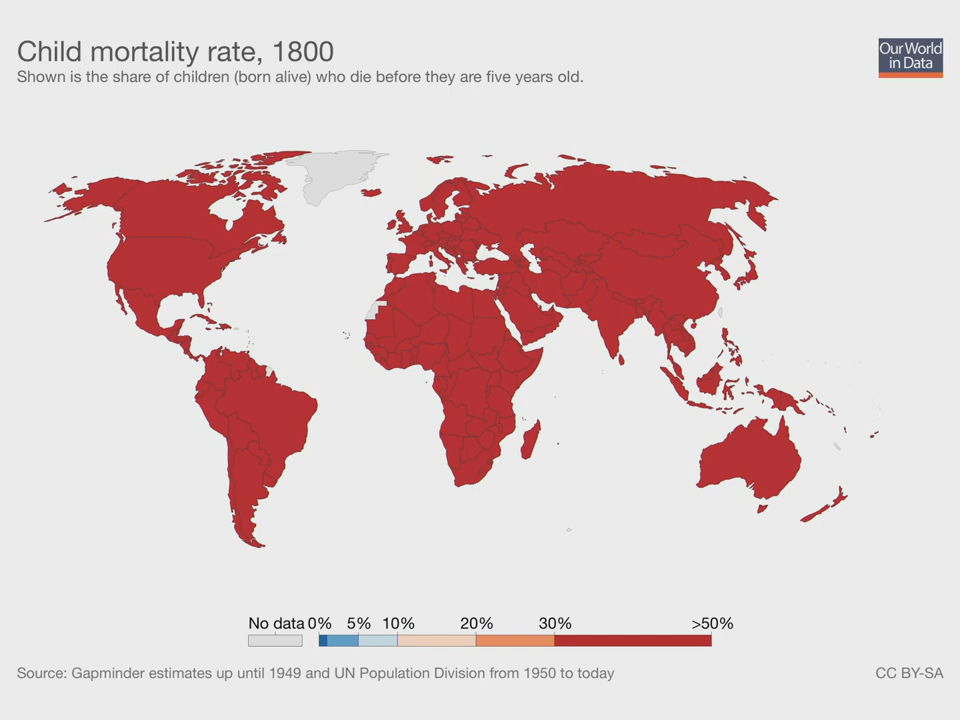 Child mortality rate, 1800
Shown is the share of children (born alive) who die before they are five years old.
Our World
in Data
No data 0% 5% 10% 20% 30% >50%
Source: Gapminder estimates up until 1949 and UN Population Division from 1950 to today
CC BY-SA